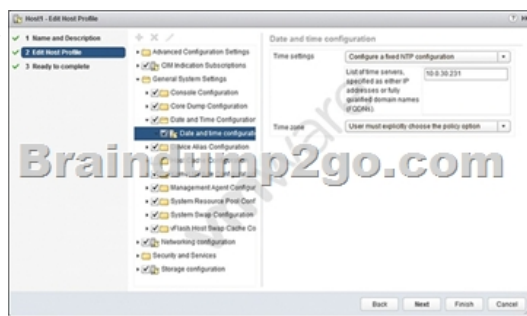 Host1 - Edit Host Profile
1 Name and Description
2 Edit Host Profile
3 Ready to complete
Advanced Configuration Settings
CIM Indication Subscriptions
General System Settings
Console Configuration
Core Dump Configuration
Date and Time Configuration
Date and time configurati
Device Alias Configuration
Management Agent Configur
System Resource Pool Conf
System Swap Configuration
vFlash Host Swap Cache Co
Networking configuration
Security and Services
Storage configuration
Date and time configuration
Time settings
Configure a fixed NTP configuration
List of time servers,
specified as either IP
addresses or fully
qualified domain names
(FQDNs).
10.0.30.231
Time zone
User must explicitly choose the policy option
Braindump2go.com
vmware
Back
Next
Finish
Cancel